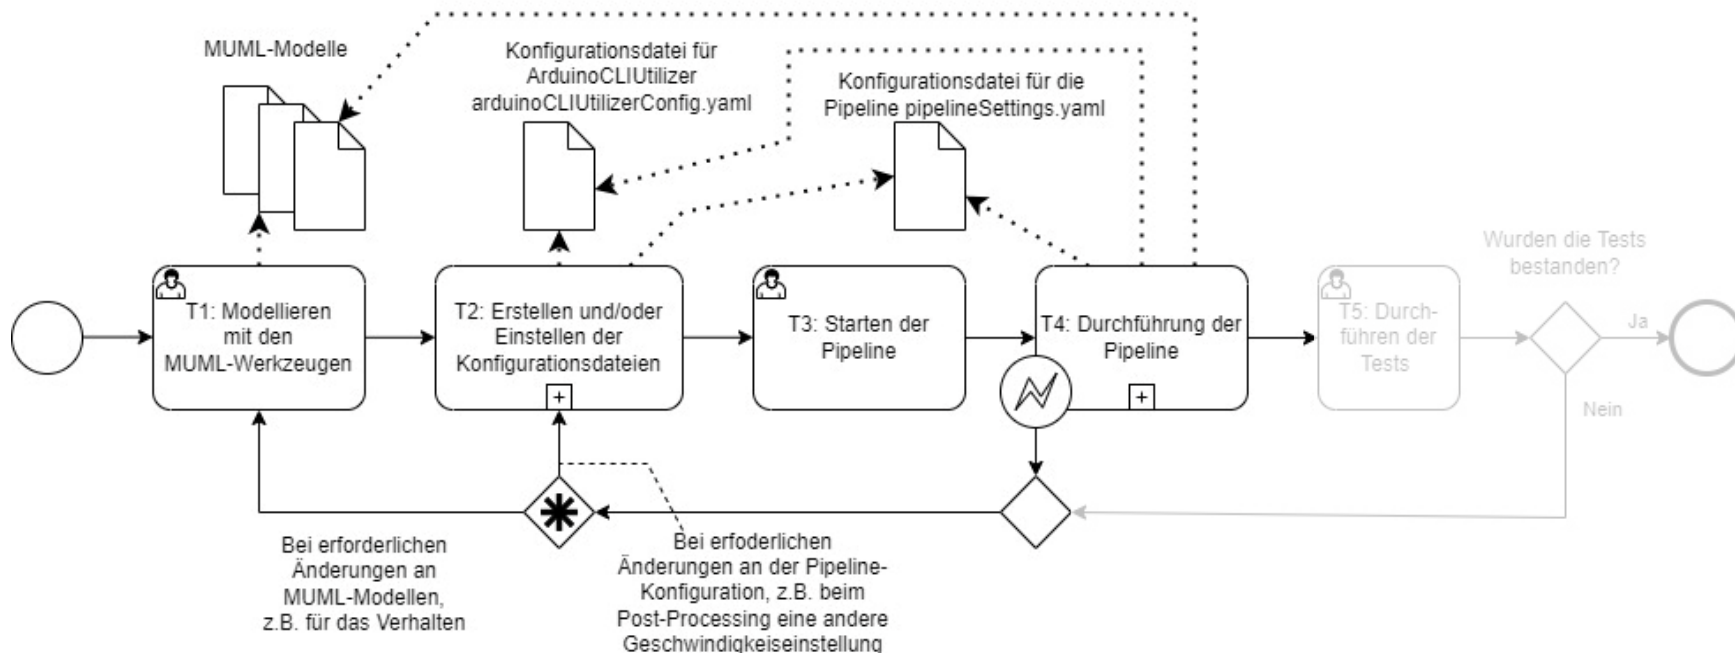 MUML-Modelle
Konfigurationsdatei für
ArduinoCLIUtilizer
arduinoCLIUtilizerConfig.yaml
Konfigurationsdatei für die
Pipeline pipelineSettings.yaml
T1: Modellieren
mit den
MUML-Werkzeugen
T2: Erstellen und/oder
Einstellen der
Konfigurationsdateien
T3: Starten der
Pipeline
T4: Durchführung der
Pipeline
T5: Durch-
führen der
Tests
Wurden die Tests
bestanden?
Ja
Nein
Bei erforderlichen
Änderungen an
MUML-Modellen,
z.B. für das Verhalten
Bei erfoderlichen
Änderungen an der Pipeline-
Konfiguration, z.B. beim
Post-Processing eine andere
Geschwindigkeiseinstellung